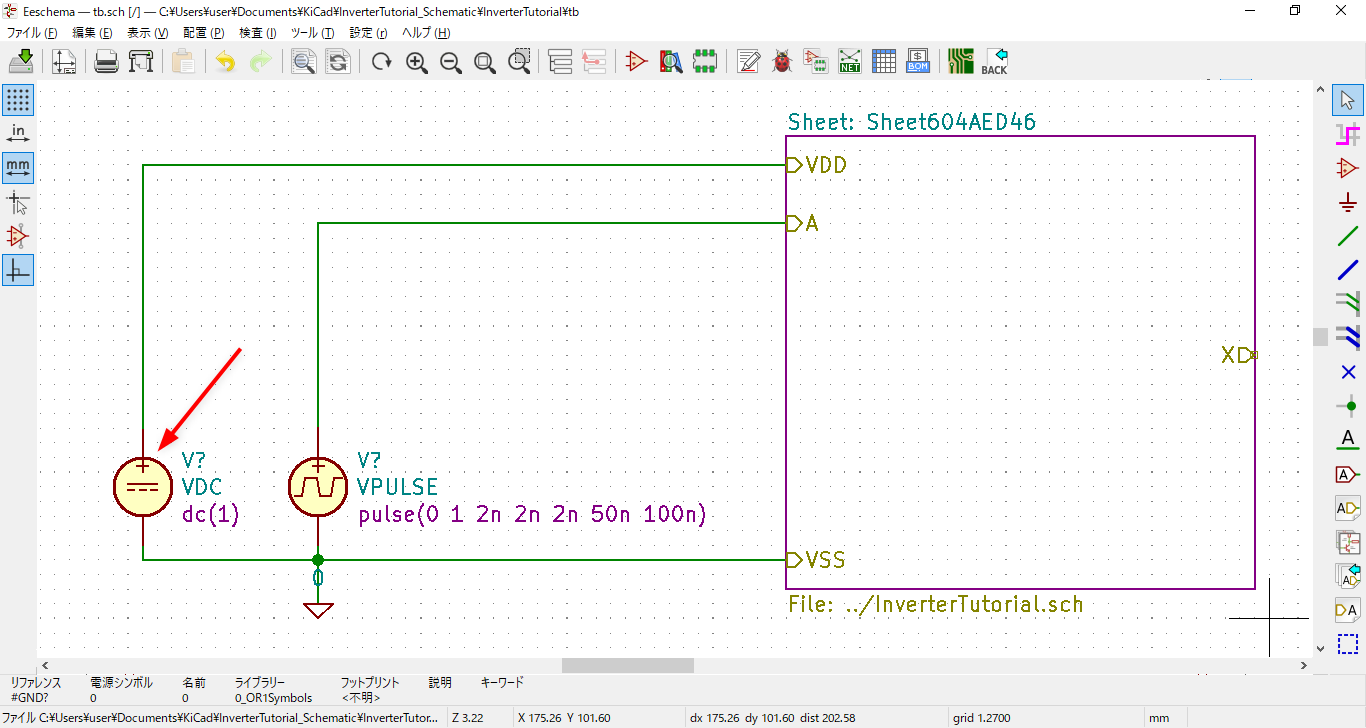 Eeschema — tb.sch [/] — C:¥Users¥user¥Documents¥KiCad¥InverterTutorial_Schematic¥InverterTutorial¥tb
ファイル (F) 編集 (E) 表示 (V) 配置 (P) 検査 (I) ツール (T) 設定 (r) ヘルプ (H)
NET
$
BOM
BACK
in
mm
Sheet: Sheet604AED46
VDD
A
X
V?
VDC
dc(1)
V?
VPULSE
pulse(0 1 2n 2n 2n 50n 100n)
VSS
0
File: ../InverterTutorial.sch
A
A
AD
AD
DA
リファレンス 電源シンボル 名前 ライブラリー フットプリント 説明 キーワード
#GND? 0 0 0_OR1Symbols <不明>
ファイル C:¥Users¥user¥Documents¥KiCad¥InverterTutorial_Schematic¥InverterTutor... Z 3.22 X 175.26 Y 101.60 dx 175.26 dy 101.60 dist 202.58 grid 1.2700 mm